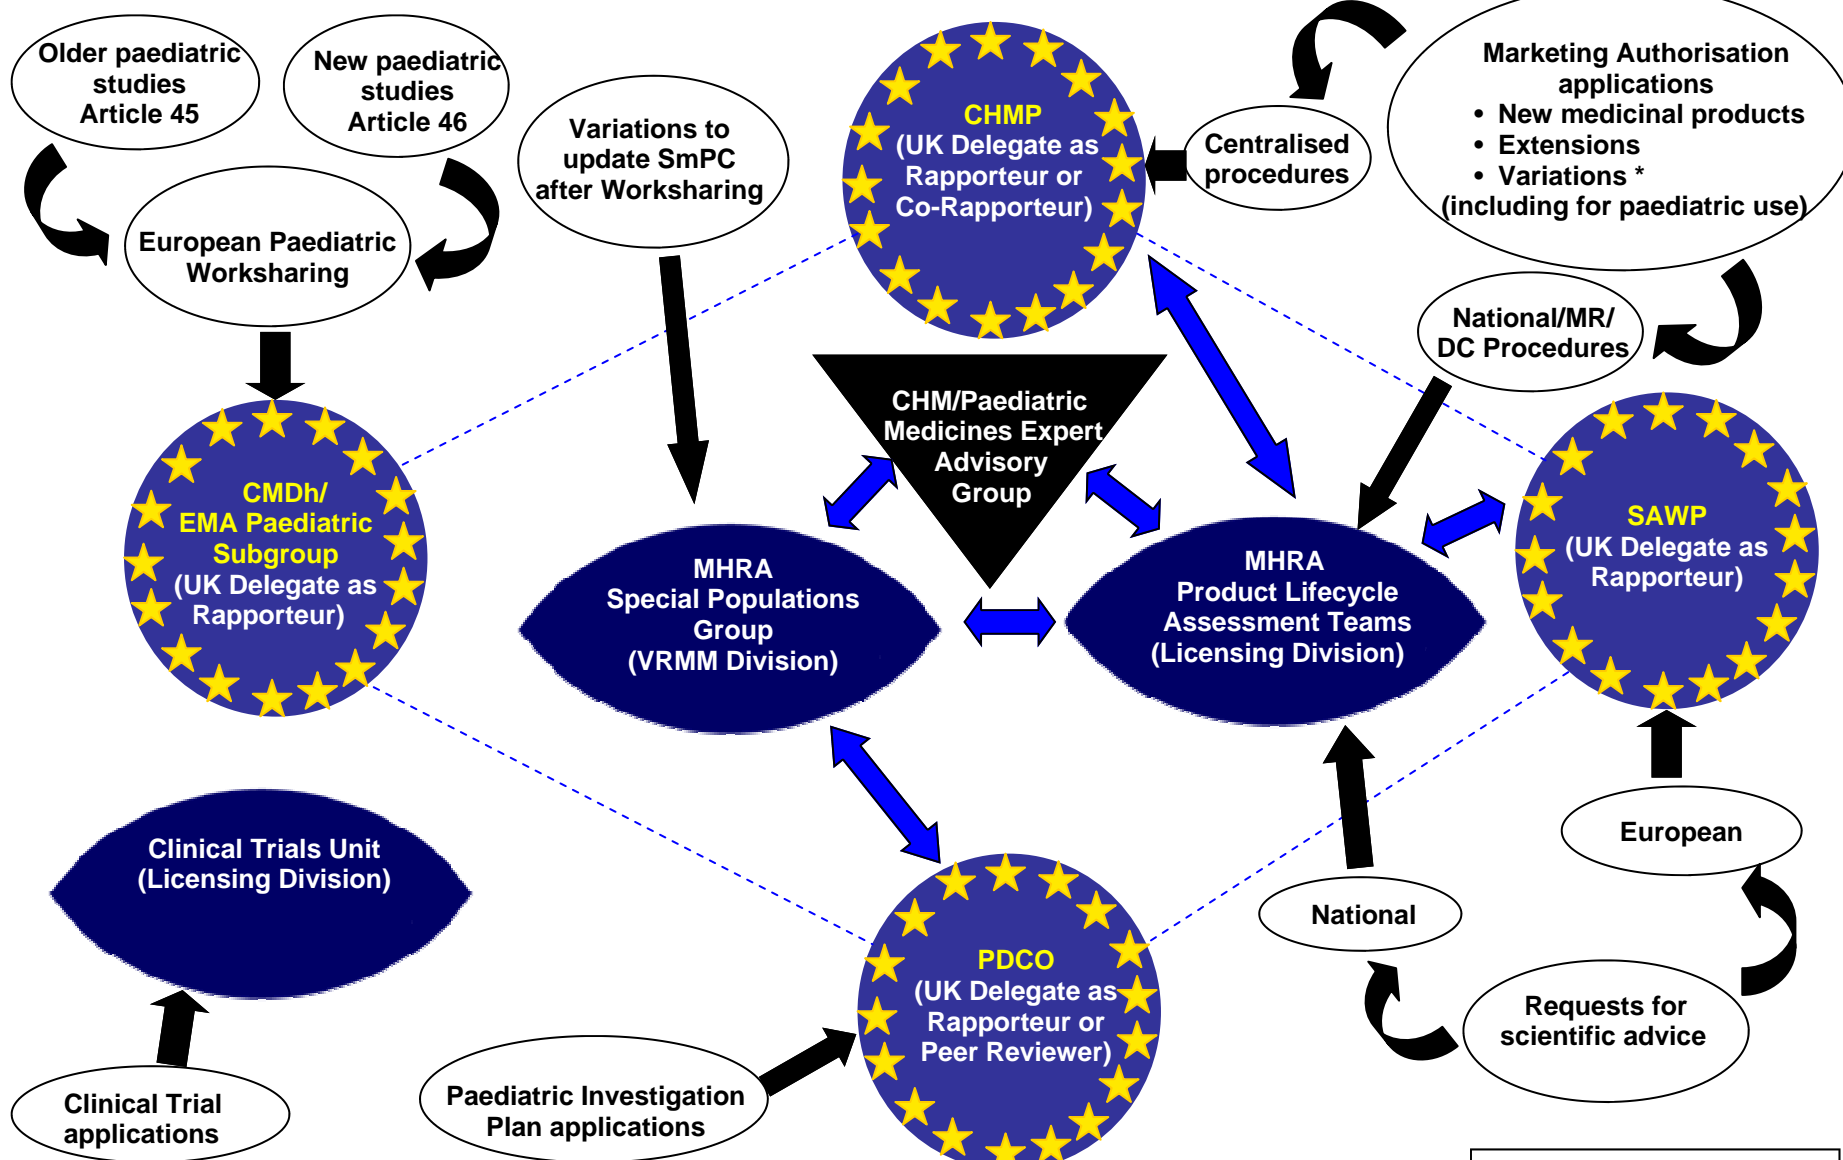 Older paediatric
studies
Article 45
New paediatric
studies
Article 46
European Paediatric
Worksharing
Variations to
update SmPC
after Worksharing
CHMP
(UK Delegate as
Rapporteur or
Co-Rapporteur)
Centralised
procedures
Marketing Authorisation
applications
• New medicinal products
• Extensions
• Variations *
(including for paediatric use)
National/MR/
DC Procedures
CHM/Paediatric
Medicines Expert
Advisory
Group
CMDh/
EMA Paediatric
Subgroup
(UK Delegate as
Rapporteur)
MHRA
Special Populations
Group
(VRMM Division)
MHRA
Product Lifecycle
Assessment Teams
(Licensing Division)
SAWP
(UK Delegate as
Rapporteur)
Clinical Trials Unit
(Licensing Division)
European
National
Requests for
scientific advice
PDCO
(UK Delegate as
Rapporteur or
Peer Reviewer)
Clinical Trial
applications
Paediatric Investigation
Plan applications